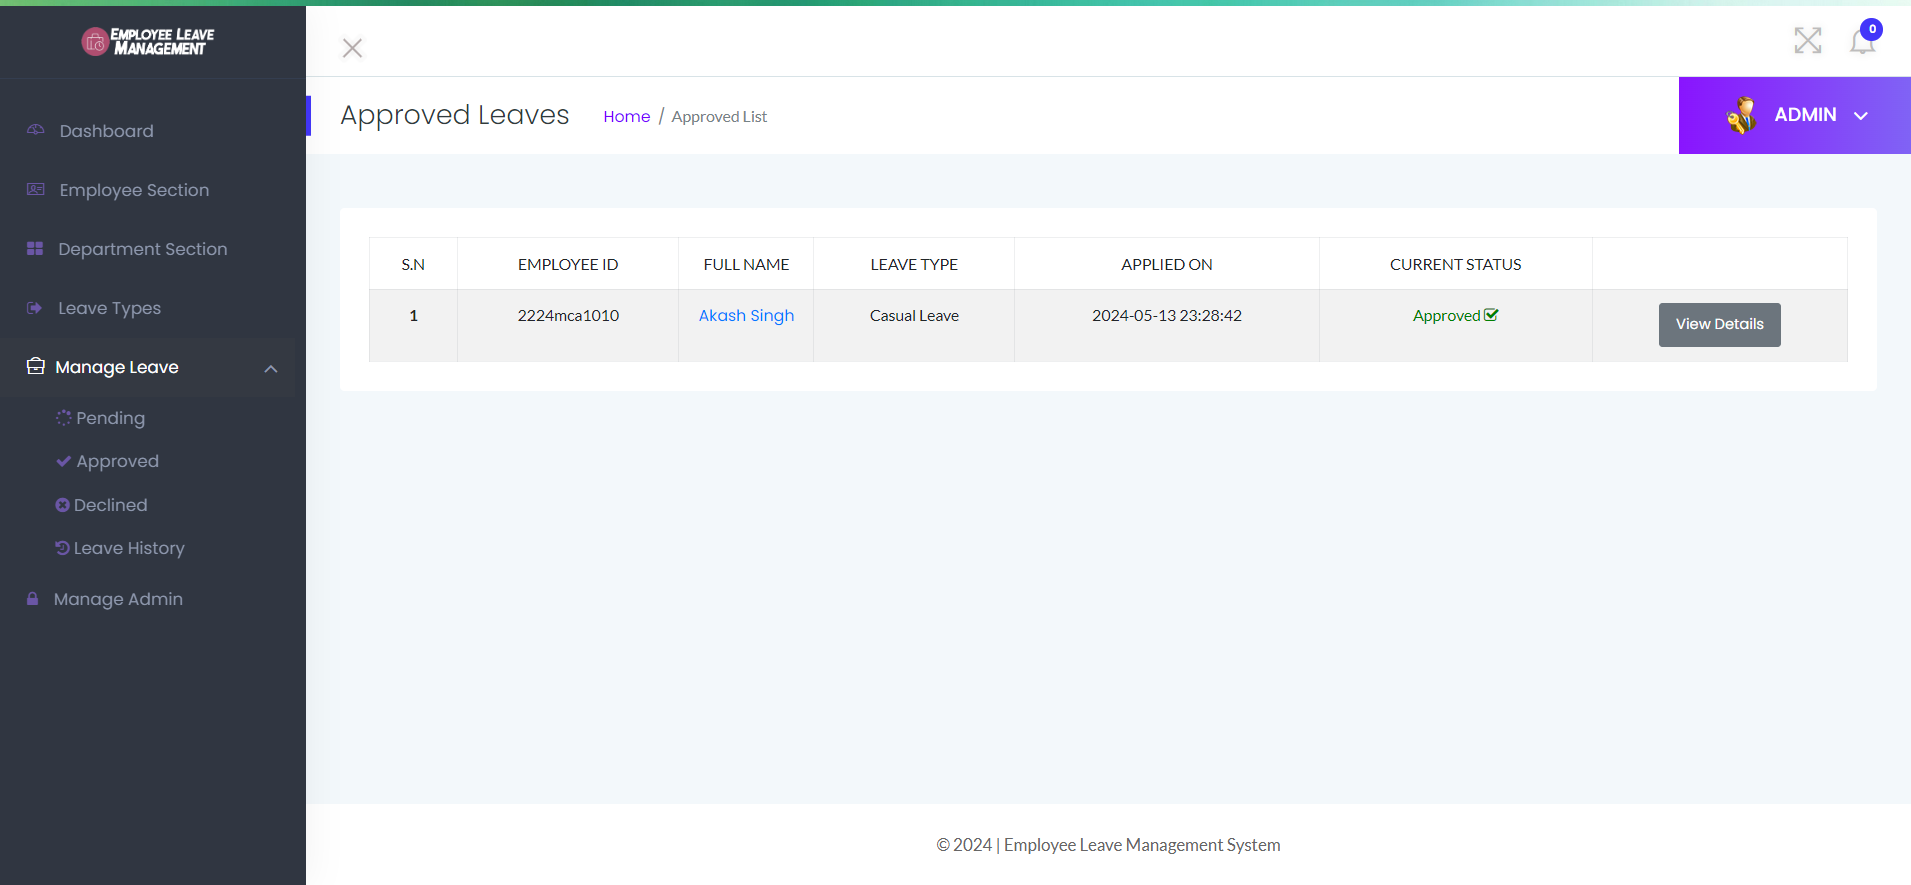 EMPLOYEE LEAVE
MANAGEMENT
0
Approved Leaves
Home / Approved List
ADMIN
Dashboard
Employee Section
Department Section
Leave Types
Manage Leave
Pending
Approved
Declined
Leave History
Manage Admin
S.N EMPLOYEE ID FULL NAME LEAVE TYPE APPLIED ON CURRENT STATUS
1 2224mca1010 Akash Singh Casual Leave 2024-05-13 23:28:42 Approved View Details
© 2024 | Employee Leave Management System